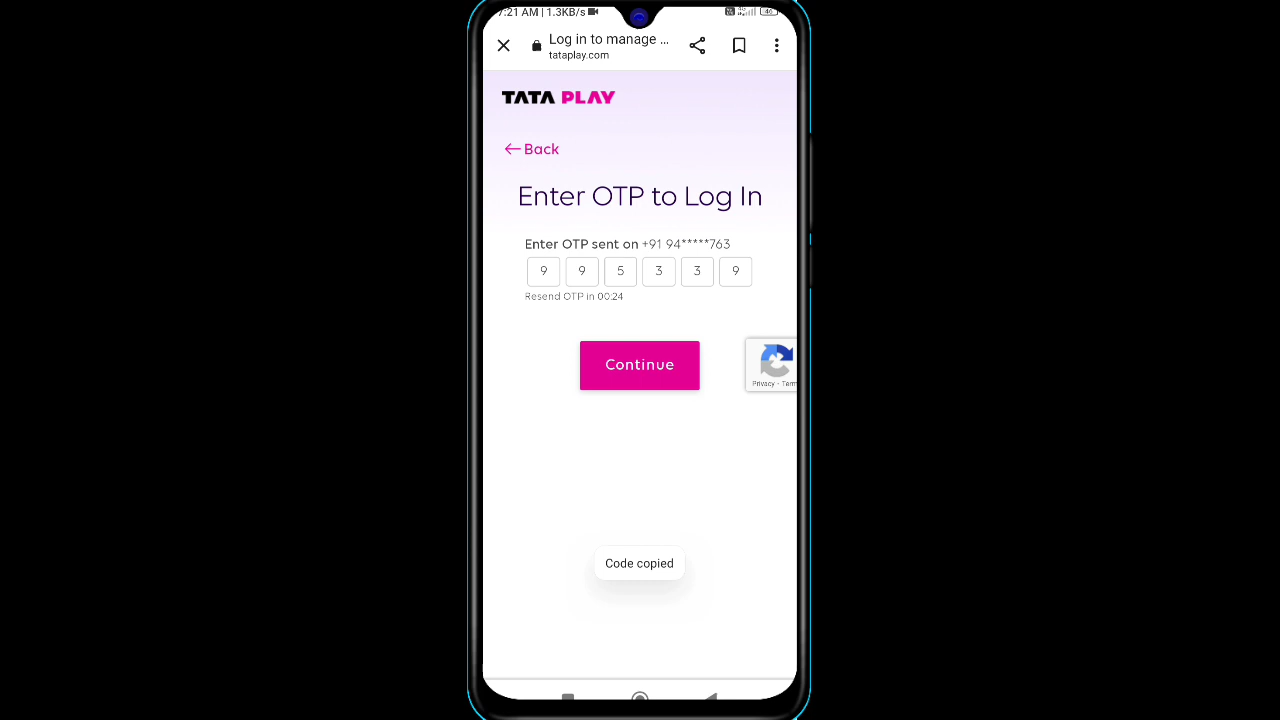 7:21 AM | 1.3KB/s
Log in to manage ...
tataplay.com
TATA PLAY
← Back
Enter OTP to Log In
Enter OTP sent on +91 94*****763
9 9 5 3 3 9
Resend OTP in 00:24
Continue
Privacy - Term
Code copied